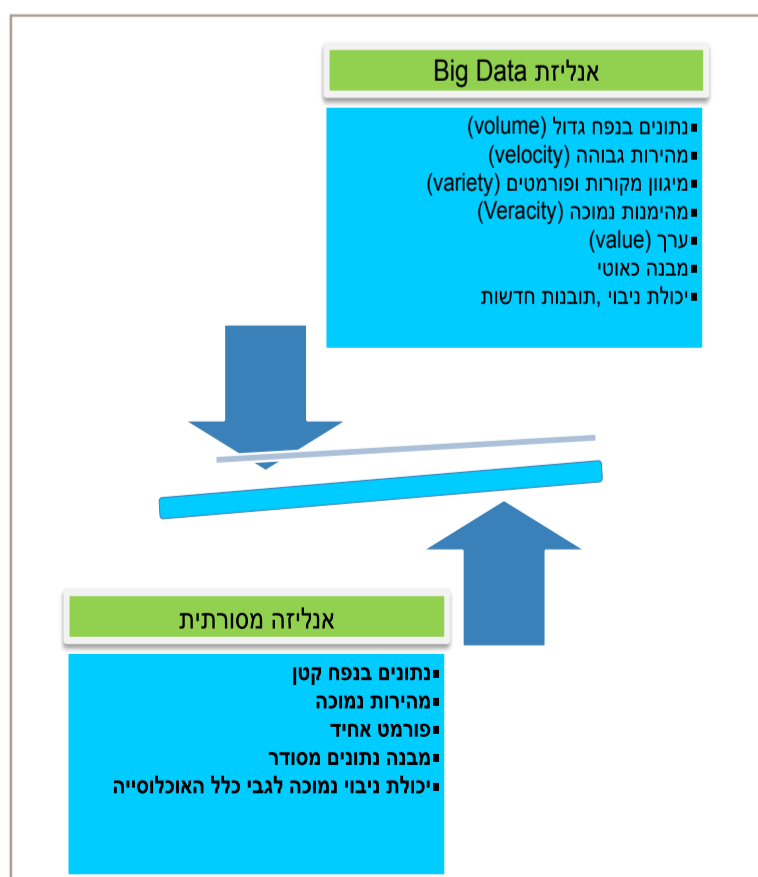 אנליזת Big Data
▪נתונים בנפח גדול (volume)
▪מהירות גבוהה (velocity)
▪מיגוון מקורות ופורמטים (variety)
▪מהימנות נמוכה (Veracity)
▪ערך (value)
▪מבנה כאוטי
▪יכולת ניבוי ,תובנות חדשות
אנליזה מסורתית
▪נתונים בנפח קטן
▪מהירות נמוכה
▪פורמט אחיד
▪מבנה נתונים מסודר
▪יכולת ניבוי נמוכה לגבי כלל האוכלוסייה